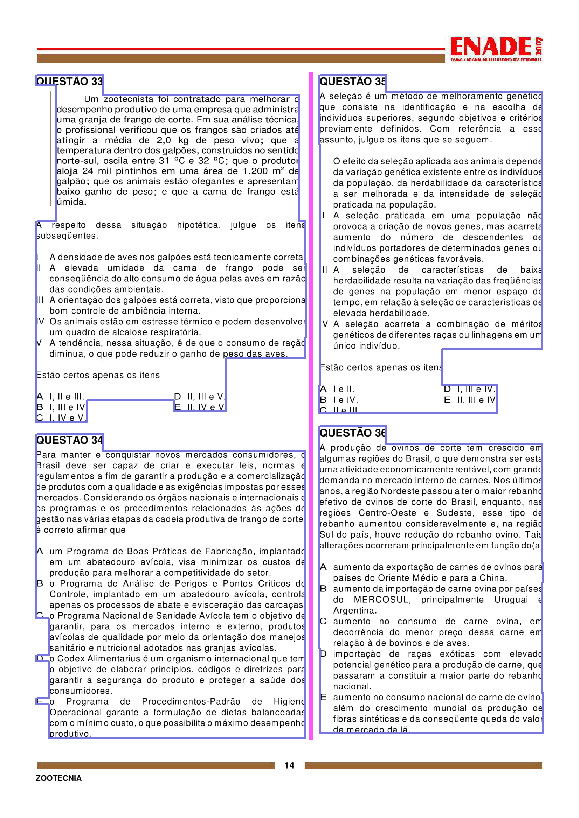 ENADE 2007
EXAME NACIONAL DE DESEMPENHO DOS ESTUDANTES
QUESTÃO 33
Um zootecnista foi contratado para melhorar o
desempenho produtivo de uma empresa que administra
uma granja de frango de corte. Em sua análise técnica,
o profissional verificou que os frangos são criados até
atingir a média de 2,0 kg de peso vivo; que a
temperatura dentro dos galpões, construídos no sentido
norte-sul, oscila entre 31 ºC e 32 ºC; que o produtor
aloja 24 mil pintinhos em uma área de 1.200 m² de
galpão; que os animais estão ofegantes e apresentam
baixo ganho de peso; e que a cama de frango está
úmida.
A respeito dessa situação hipotética, julgue os itens
subseqüentes.
I A densidade de aves nos galpões está tecnicamente correta.
II A elevada umidade da cama de frango pode ser
conseqüência do alto consumo de água pelas aves em razão
das condições ambientais.
III A orientação dos galpões está correta, visto que proporciona
bom controle de ambiência interna.
IV Os animais estão em estresse térmico e podem desenvolver
um quadro de alcalose respiratória.
V A tendência, nessa situação, é de que o consumo de ração
diminua, o que pode reduzir o ganho de peso das aves.
Estão certos apenas os itens
A I, II e III.
B I, III e IV.
C I, IV e V.
D II, III e V.
E II, IV e V.
QUESTÃO 34
Para manter e conquistar novos mercados consumidores, o
Brasil deve ser capaz de criar e executar leis, normas e
regulamentos a fim de garantir a produção e a comercialização
de produtos com a qualidade e as exigências impostas por esses
mercados. Considerando os órgãos nacionais e internacionais e
os programas e os procedimentos relacionados às ações de
gestão nas várias etapas da cadeia produtiva de frango de corte,
é correto afirmar que
A um Programa de Boas Práticas de Fabricação, implantado
em um abatedouro avícola, visa minimizar os custos de
produção para melhorar a competitividade do setor.
B o Programa de Análise de Perigos e Pontos Críticos de
Controle, implantado em um abatedouro avícola, controla
apenas os processos de abate e evisceração das carcaças.
C o Programa Nacional de Sanidade Avícola tem o objetivo de
garantir, para os mercados interno e externo, produtos
avícolas de qualidade por meio da orientação dos manejos
sanitário e nutricional adotados nas granjas avícolas.
D o Codex Alimentarius é um organismo internacional que tem
o objetivo de elaborar princípios, códigos e diretrizes para
garantir a segurança do produto e proteger a saúde dos
consumidores.
E o Programa de Procedimentos-Padrão de Higiene
Operacional garante a formulação de dietas balanceadas
com o mínimo custo, o que possibilita o máximo desempenho
produtivo.
QUESTÃO 35
A seleção é um método de melhoramento genético
que consiste na identificação e na escolha de
indivíduos superiores, segundo objetivos e critérios
previamente definidos. Com referência a esse
assunto, julgue os itens que se seguem.
O efeito da seleção aplicada aos animais depende
da variação genética existente entre os indivíduos
da população, da herdabilidade da característica
a ser melhorada e da intensidade de seleção
praticada na população.
I A seleção praticada em uma população não
provoca a criação de novos genes, mas acarreta
aumento do número de descendentes de
indivíduos portadores de determinados genes ou
combinações genéticas favoráveis.
II A seleção de características de baixa
herdabilidade resulta na variação das freqüências
de genes na população em menor espaço de
tempo, em relação à seleção de características de
elevada herdabilidade.
V A seleção acarreta a combinação de méritos
genéticos de diferentes raças ou linhagens em um
único indivíduo.
Estão certos apenas os itens
A I e II.
B I e IV.
C II e III.
D I, III e IV.
E II, III e IV.
QUESTÃO 36
A produção de ovinos de corte tem crescido em
algumas regiões do Brasil, o que demonstra ser esta
uma atividade economicamente rentável, com grande
demanda no mercado interno de carnes. Nos últimos
anos, a região Nordeste passou a ter o maior rebanho
efetivo de ovinos de corte do Brasil, enquanto, nas
regiões Centro-Oeste e Sudeste, esse tipo de
rebanho aumentou consideravelmente e, na região
Sul do país, houve redução do rebanho ovino. Tais
alterações ocorreram principalmente em função do(a)
A aumento da exportação de carnes de ovinos para
países do Oriente Médio e para a China.
B aumento da importação de carne ovina por países
do MERCOSUL, principalmente Uruguai e
Argentina.
C aumento no consumo de carne ovina, em
decorrência do menor preço dessa carne em
relação à de bovinos e de aves.
D importação de raças exóticas com elevado
potencial genético para a produção de carne, que
passaram a constituir a maior parte do rebanho
nacional.
E aumento no consumo nacional de carne de ovino,
além do crescimento mundial da produção de
fibras sintéticas e da conseqüente queda do valor
de mercado da lã.
14
ZOOTECNIA